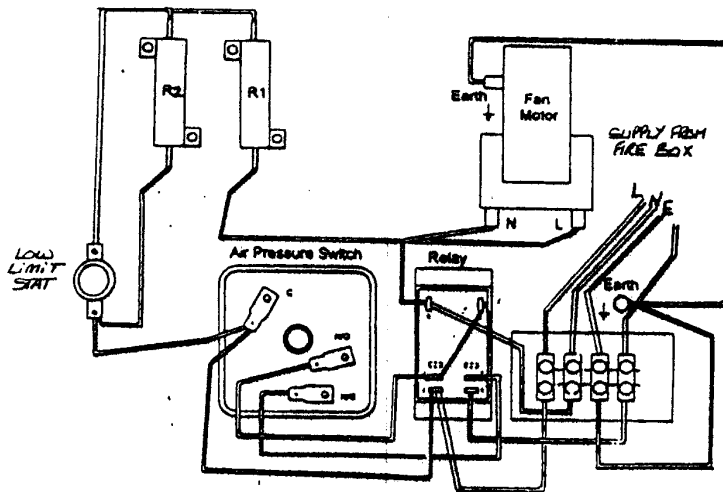 R2
R1
Earth
Fan
Motor
SUPPLY FROM
FIRE BOX
N
L
L
N
E
LOW
LIMIT
STAT
Air Pressure Switch
Relay
C
Earth
N/O